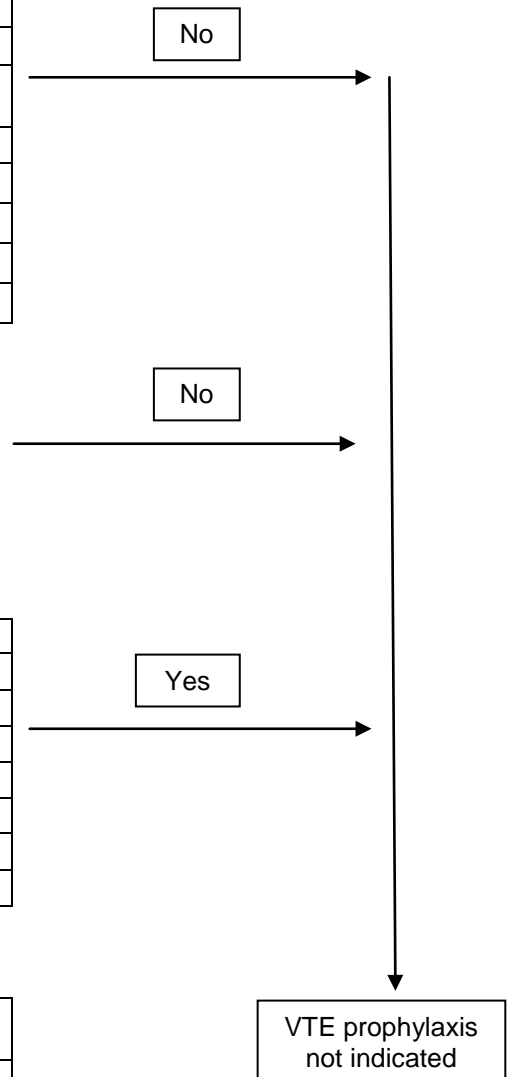 No
No
Yes
VTE prophylaxis
not indicated